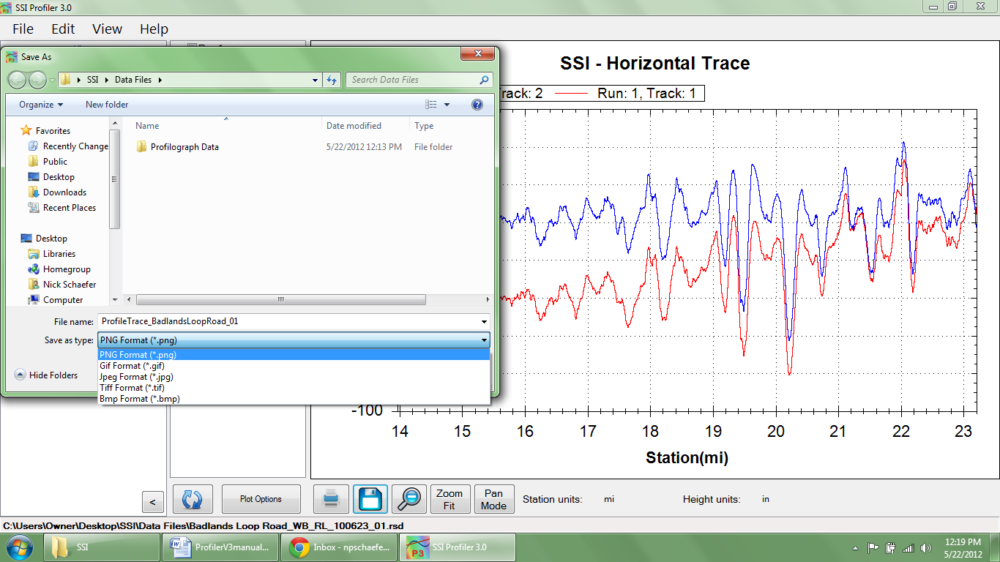 SSI Profiler 3.0
File Edit View Help
Save As
SSI Data Files
Search Data Files
Organize New folder
Favorites
Recently Change
Public
Desktop
Downloads
Recent Places
Desktop
Libraries
Homegroup
Nick Schaefer
Computer
Name Date modified Type
Profilograph Data 5/22/2012 12:13 PM File folder
File name: ProfileTrace_BadlandsLoopRoad_01
Save as type: PNG Format (*.png)
PNG Format (*.png)
Gif Format (*.gif)
Jpeg Format (*.jpg)
Tiff Format (*.tif)
Bmp Format (*.bmp)
Hide Folders
SSI - Horizontal Trace
Track: 2 Run: 1, Track: 1
-100
14 15 16 17 18 19 20 21 22 23
Station(mi)
<
Plot Options
Zoom Fit
Pan Mode
Station units: mi
Height units: in
C:\Users\Owner\Desktop\SSI\Data Files\Badlands Loop Road_WB_RL_100623_01.rsd
SSI
ProfilerV3manual...
Inbox - npschaefe...
P3
SSI Profiler 3.0
12:19 PM
5/22/2012